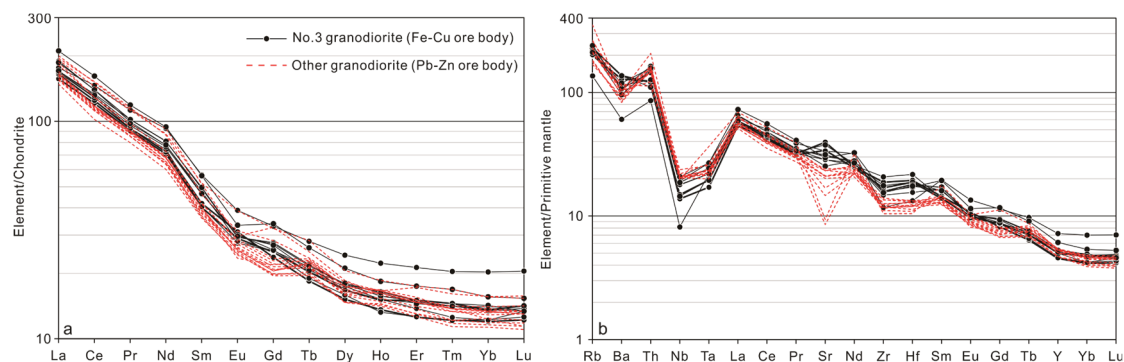 300
100
10
Element/Chondrite
No.3 granodiorite (Fe-Cu ore body)
Other granodiorite (Pb-Zn ore body)
a
La Ce Pr Nd Sm Eu Gd Tb Dy Ho Er Tm Yb Lu
400
100
10
1
Element/Primitive mantle
b
Rb Ba Th Nb Ta La Ce Pr Sr Nd Zr Hf Sm Eu Gd Tb Y Yb Lu